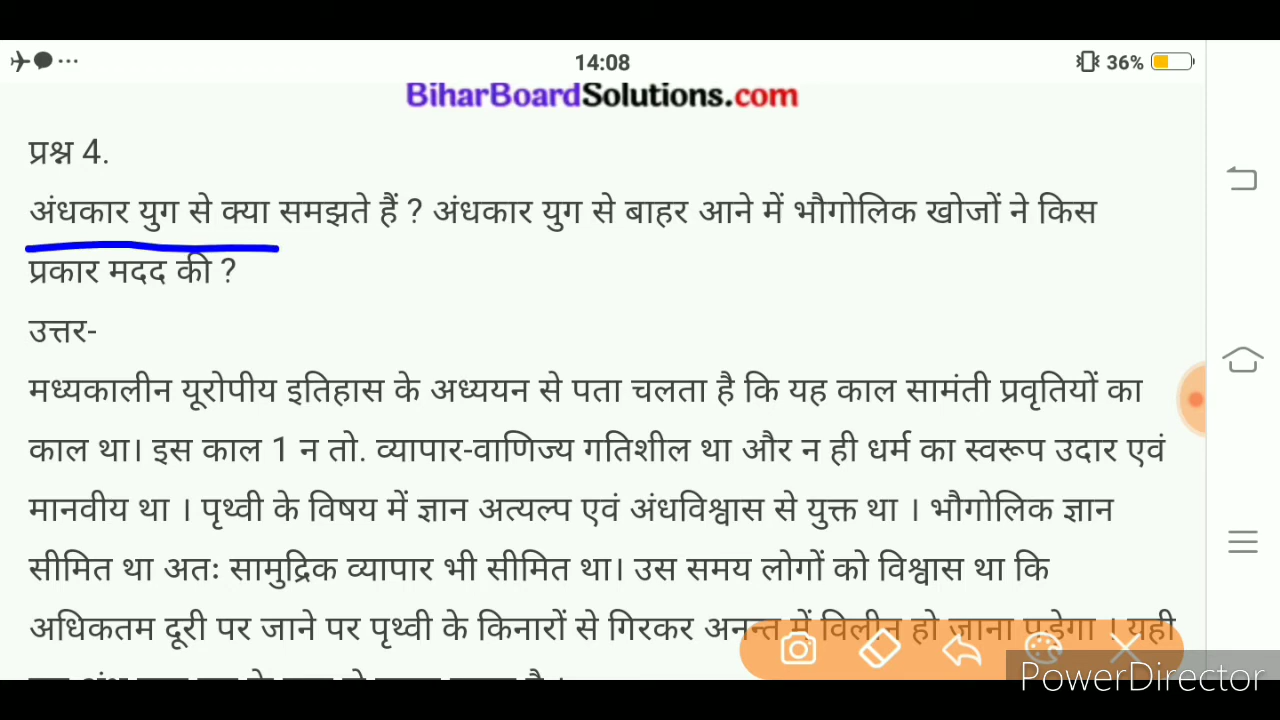 14:08
36%
BiharBoardSolutions.com
प्रश्न 4.
अंधकार युग से क्या समझते हैं ? अंधकार युग से बाहर आने में भौगोलिक खोजों ने किस
प्रकार मदद की ?
उत्तर-
मध्यकालीन यूरोपीय इतिहास के अध्ययन से पता चलता है कि यह काल सामंती प्रवृतियों का
काल था। इस काल 1 न तो. व्यापार-वाणिज्य गतिशील था और न ही धर्म का स्वरूप उदार एवं
मानवीय था । पृथ्वी के विषय में ज्ञान अत्यल्प एवं अंधविश्वास से युक्त था । भौगोलिक ज्ञान
सीमित था अतः सामुद्रिक व्यापार भी सीमित था। उस समय लोगों को विश्वास था कि
अधिकतम दूरी पर जाने पर पृथ्वी के किनारों से गिरकर अनन्त में विलीन हो जाना पड़ेगा । यही
PowerDirector